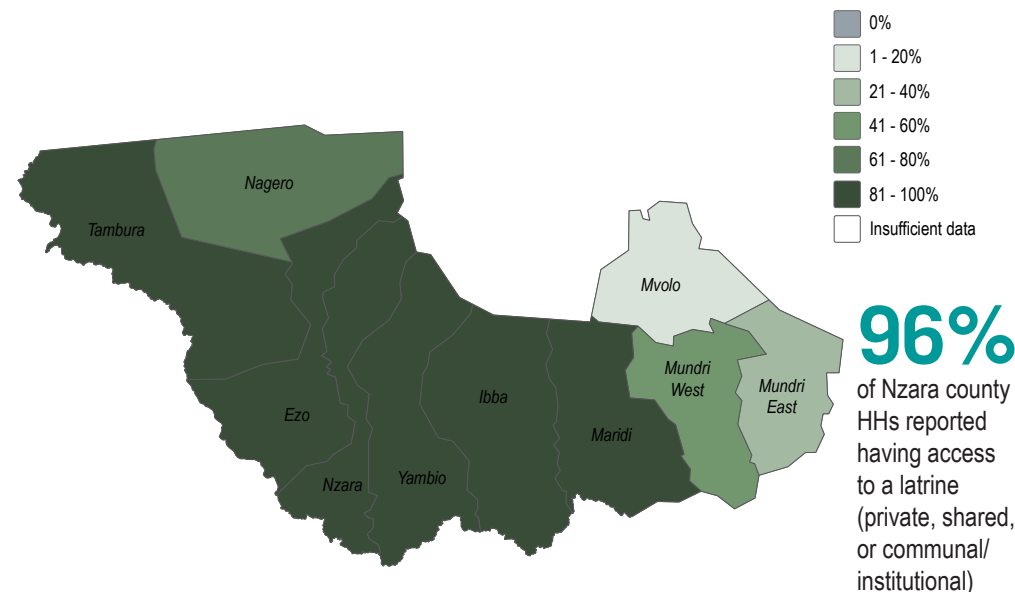 0%
1 - 20%
21 - 40%
41 - 60%
61 - 80%
81 - 100%
Insufficient data
Nagero
Tambura
Mvolo
Mundri
West
Mundri
East
Ibba
Ezo
Maridi
Yambio
Nzara
96%
of Nzara county
HHs reported
having access
to a latrine
(private, shared,
or communal/
institutional)